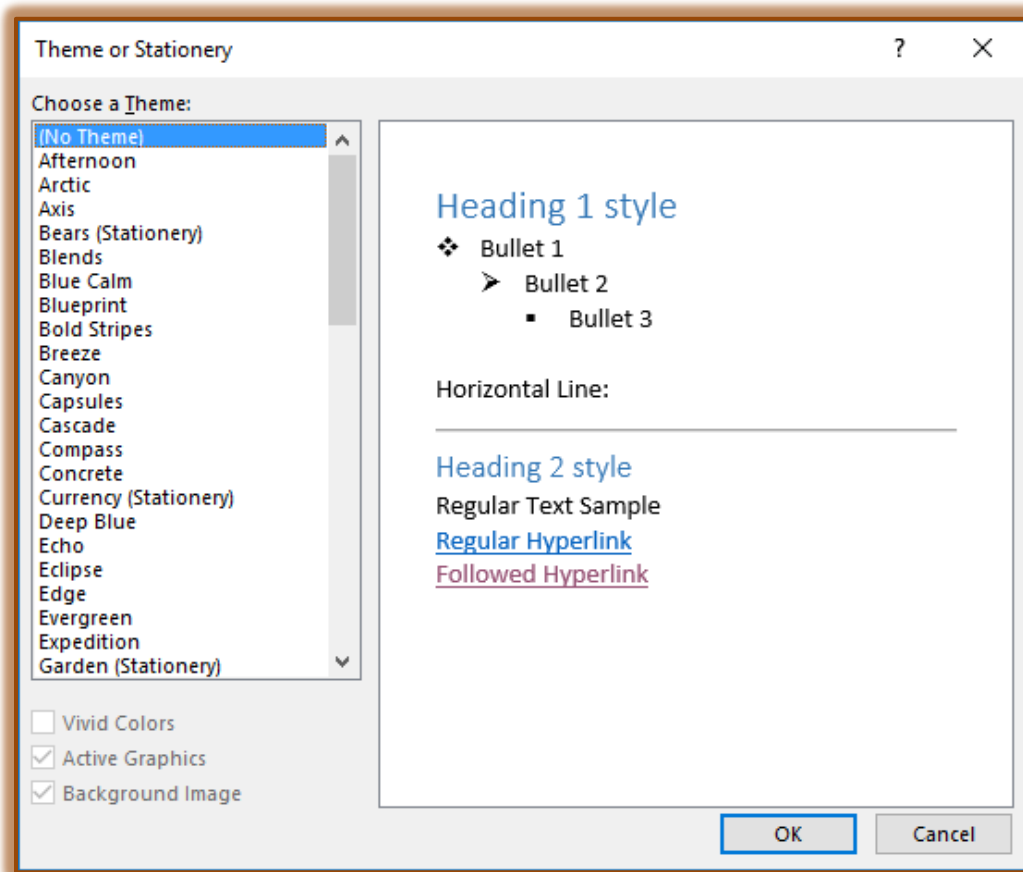 Theme or Stationery
?
Choose a Theme:
(No Theme)
Afternoon
Arctic
Axis
Bears (Stationery)
Blends
Blue Calm
Blueprint
Bold Stripes
Breeze
Canyon
Capsules
Cascade
Compass
Concrete
Currency (Stationery)
Deep Blue
Echo
Eclipse
Edge
Evergreen
Expedition
Garden (Stationery)
Vivid Colors
Active Graphics
Background Image
Heading 1 style
Bullet 1
Bullet 2
Bullet 3
Horizontal Line:
Heading 2 style
Regular Text Sample
Regular Hyperlink
Followed Hyperlink
OK
Cancel